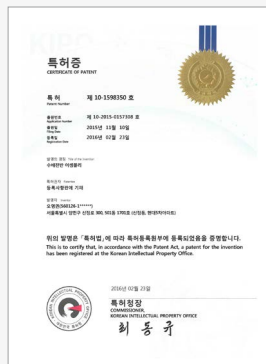 특허증
CERTIFICATE OF PATENT
특 허 제 10-1598350 호
Patent Number
출원번호 제 10-2015-0157338 호
Application Number
출원일 2015년 11월 10일
Filing Date
등록일 2016년 02월 23일
Registration Date
발명의 명칭 Title of the Invention
특허권자 Patentee
등록사항란에 기재
발명자 Inventor
위의 발명은 「특허법」에 따라 특허등록원부에 등록되었음을 증명합니다.
This is to certify that, in accordance with the Patent Act, a patent for the invention
has been registered at the Korean Intellectual Property Office.
2016년 02월 23일
특허청장
COMMISSIONER,
KOREAN INTELLECTUAL PROPERTY OFFICE
최동규
KOREAN INTELLECTUAL PROPERTY OFFICE